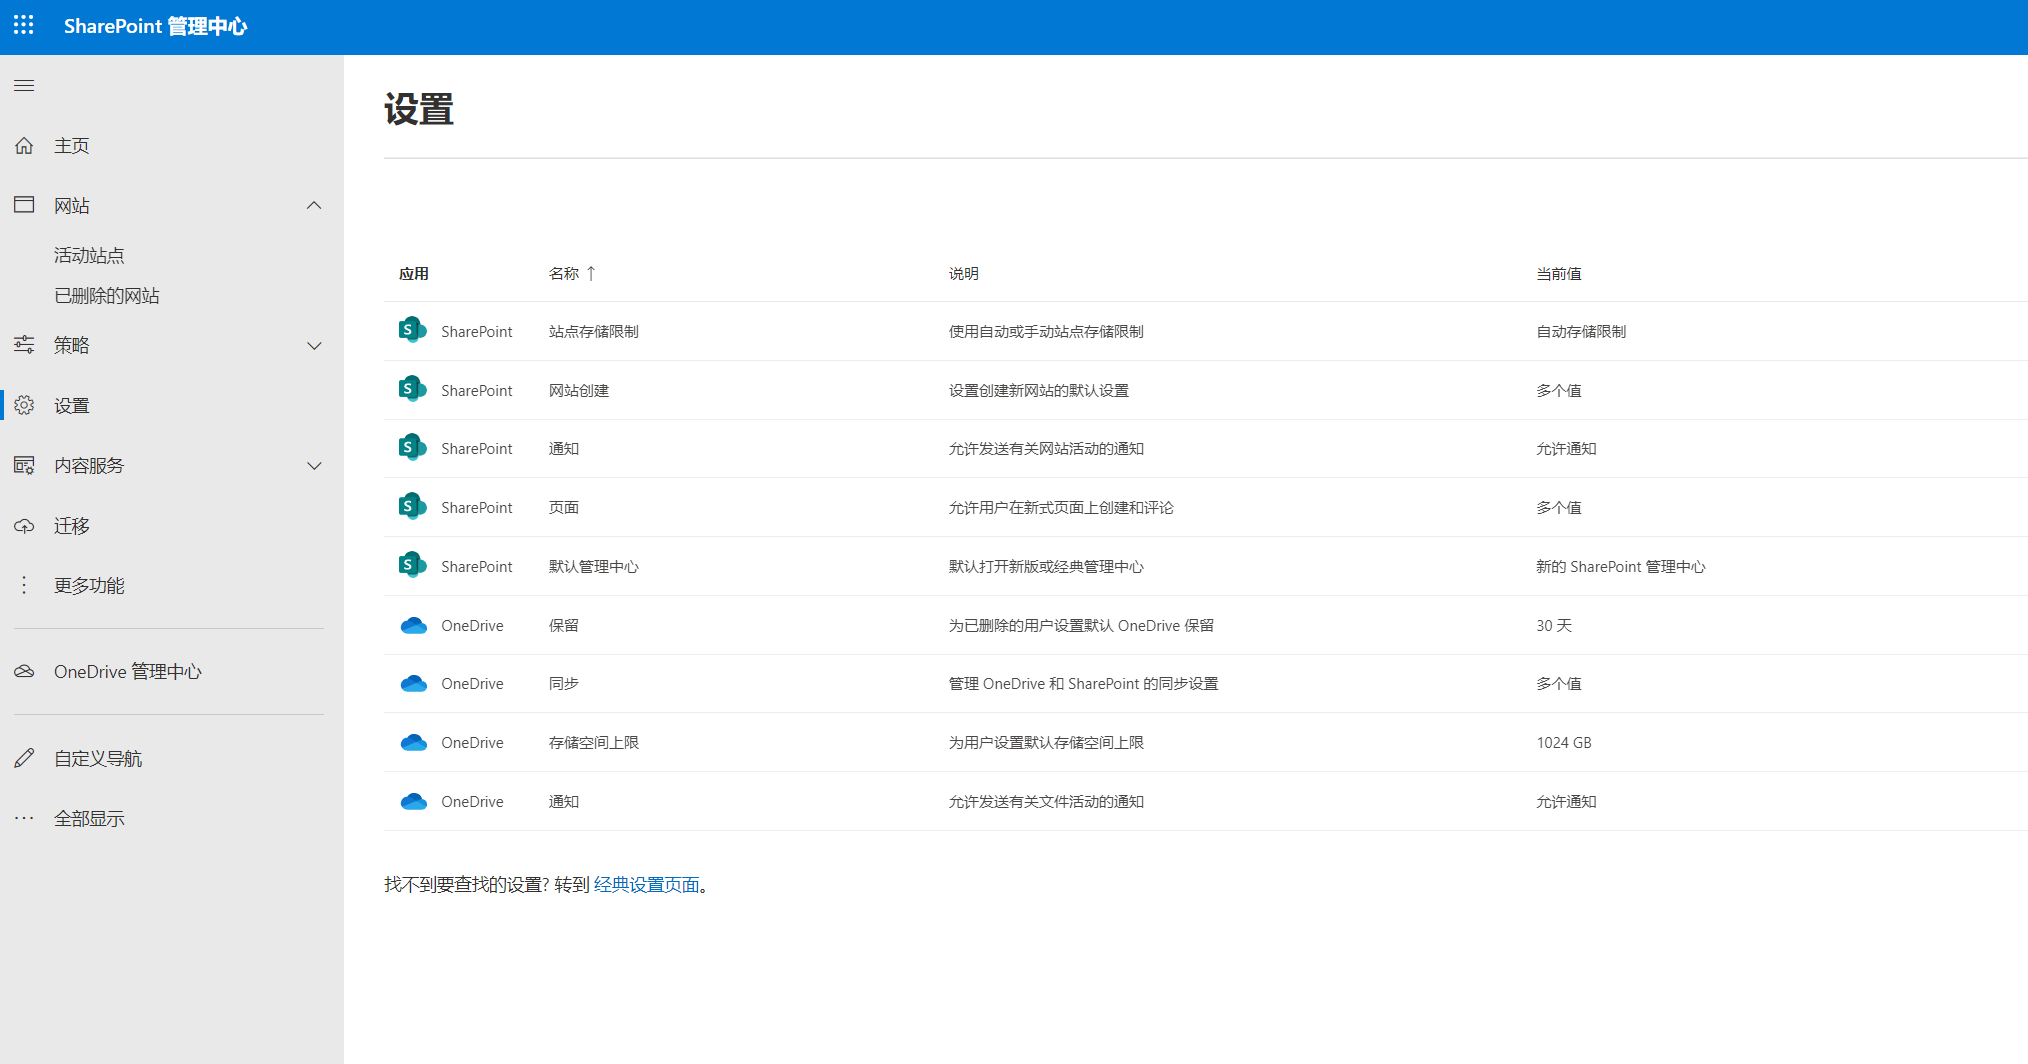 SharePoint 管理中心
主页
网站
活动站点
已删除的网站
策略
设置
内容服务
迁移
更多功能
OneDrive 管理中心
自定义导航
全部显示
设置
应用 名称 ↑ 说明 当前值
SharePoint 站点存储限制 使用自动或手动站点存储限制 自动存储限制
SharePoint 网站创建 设置创建新网站的默认设置 多个值
SharePoint 通知 允许发送有关网站活动的通知 允许通知
SharePoint 页面 允许用户在新式页面上创建和评论 多个值
SharePoint 默认管理中心 默认打开新版或经典管理中心 新的 SharePoint 管理中心
OneDrive 保留 为已删除的用户设置默认 OneDrive 保留 30 天
OneDrive 同步 管理 OneDrive 和 SharePoint 的同步设置 多个值
OneDrive 存储空间上限 为用户设置默认存储空间上限 1024 GB
OneDrive 通知 允许发送有关文件活动的通知 允许通知
找不到要查找的设置? 转到 经典设置页面。